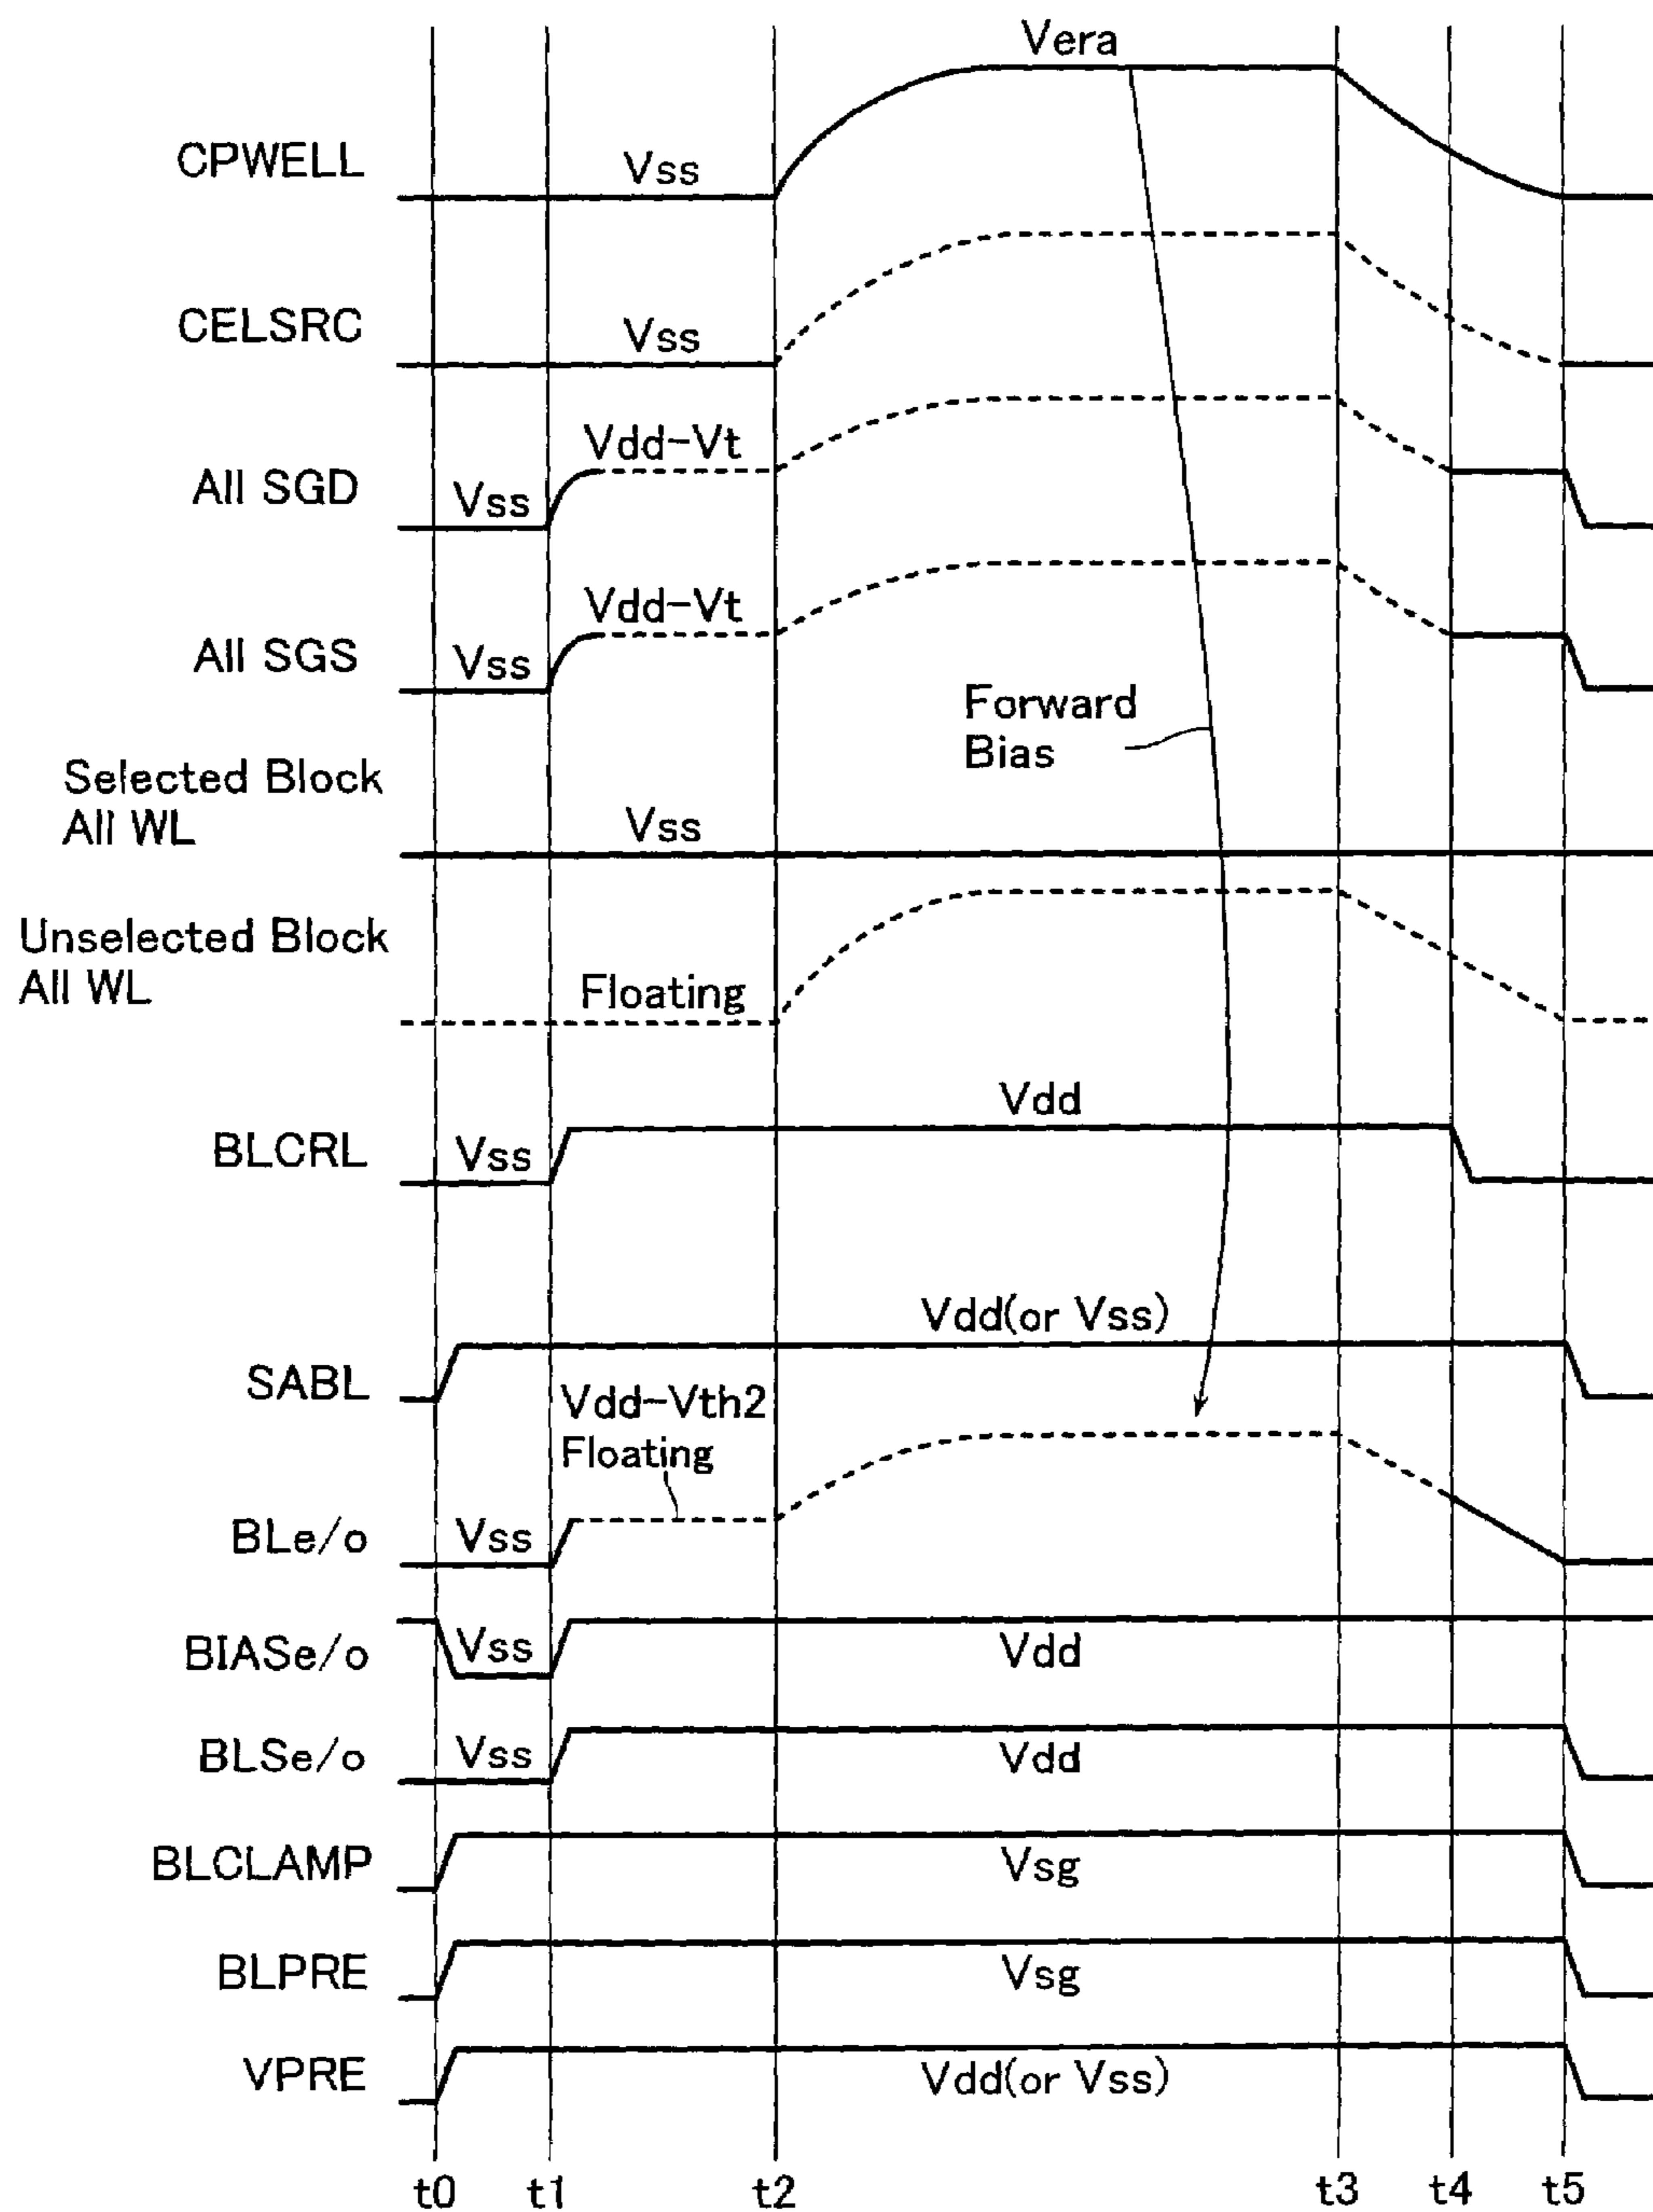 Vera
CPWELL
Vss
CELSRC
Vss
Vdd-Vt
All SGD
Vss
Vdd-Vt
All SGS
Vss
Forward
Bias
Selected Block
All WL
Vss
Unselected Block
All WL
Floating
Vdd
BLCRL
Vss
Vdd(or Vss)
SABL
Vdd-Vth2
Floating
BLe/o
Vss
BIASe/o
Vss
Vdd
BLSe/o
Vss
Vdd
BLCLAMP
Vsg
BLPRE
Vsg
VPRE
Vdd(or Vss)
t0 t1 t2 t3 t4 t5